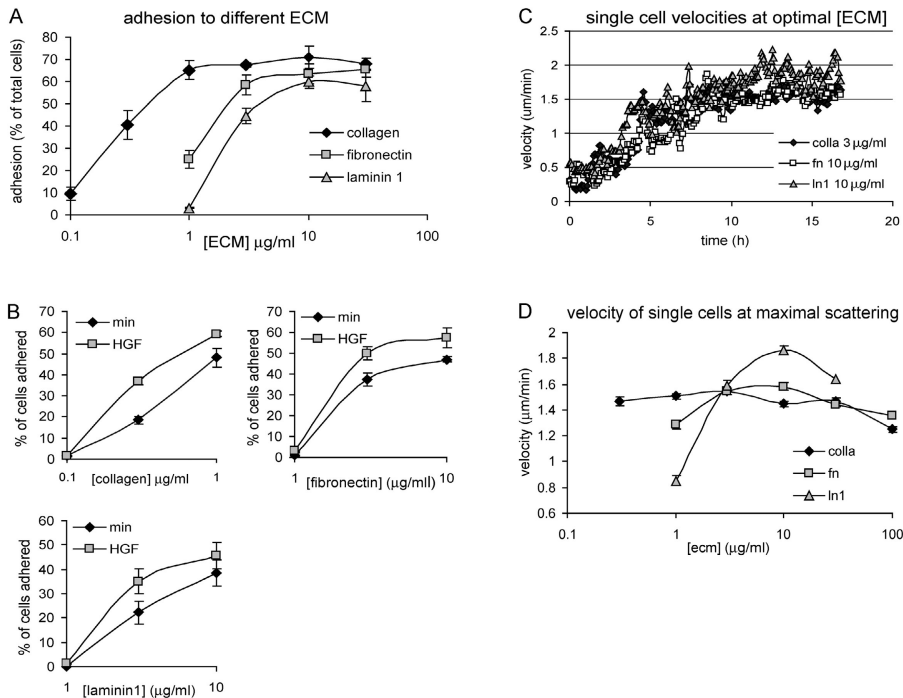 A
adhesion to different ECM
adhesion (% of total cells)
80
70
60
50
40
30
20
10
0
0.1
1
10
100
[ECM] μg/ml
collagen
fibronectin
laminin 1
B
% of cells adhered
70
60
50
40
30
20
10
0
min
HGF
0.1
1
[collagen] μg/ml
% of cells adhered
70
60
50
40
30
20
10
0
min
HGF
1
10
[fibronectin] (μg/mll)
% of cells adhered
60
50
40
30
20
10
0
min
HGF
1
10
[laminin1] (μg/ml)
C
single cell velocities at optimal [ECM]
velocity (um/min)
2.5
2
1.5
1
0.5
0
0
5
10
15
20
time (h)
colla 3 μg/ml
fn 10 μg/ml
ln1 10 μg/ml
D
velocity of single cells at maximal scattering
velocity (μm/min)
2
1.8
1.6
1.4
1.2
1
0.8
0.6
0.1
1
10
100
[ecm] (μg/ml)
colla
fn
ln1